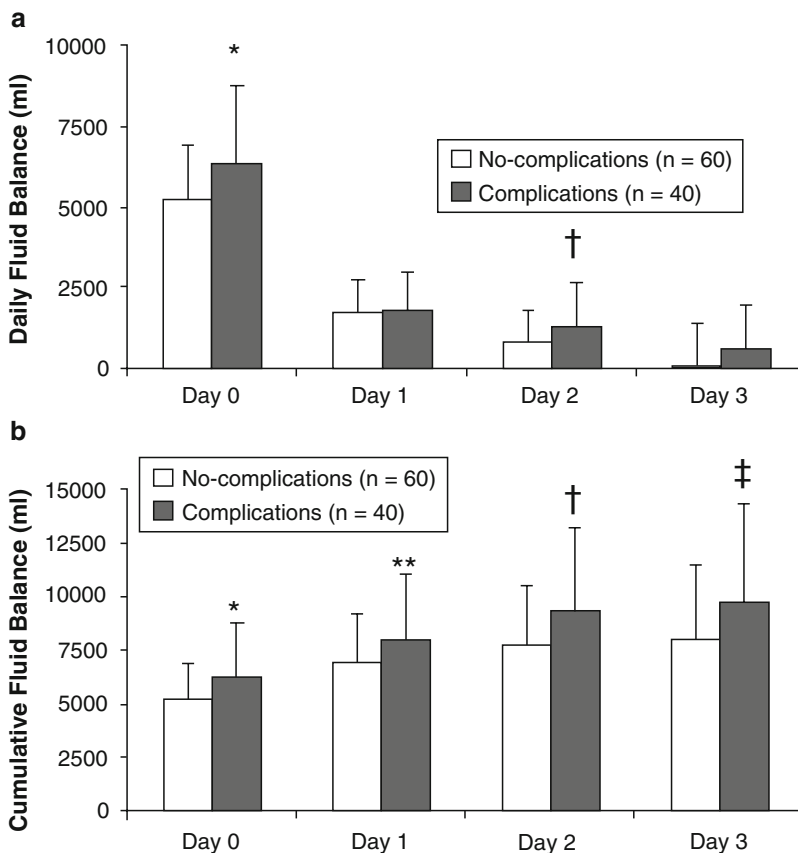 a
Daily Fluid Balance (ml)
10000
7500
5000
2500
0
*
†
No-complications (n = 60)
Complications (n = 40)
Day 0 Day 1 Day 2 Day 3
b
Cumulative Fluid Balance (ml)
15000
12500
10000
7500
5000
2500
0
No-complications (n = 60)
Complications (n = 40)
*
**
†
‡
Day 0 Day 1 Day 2 Day 3